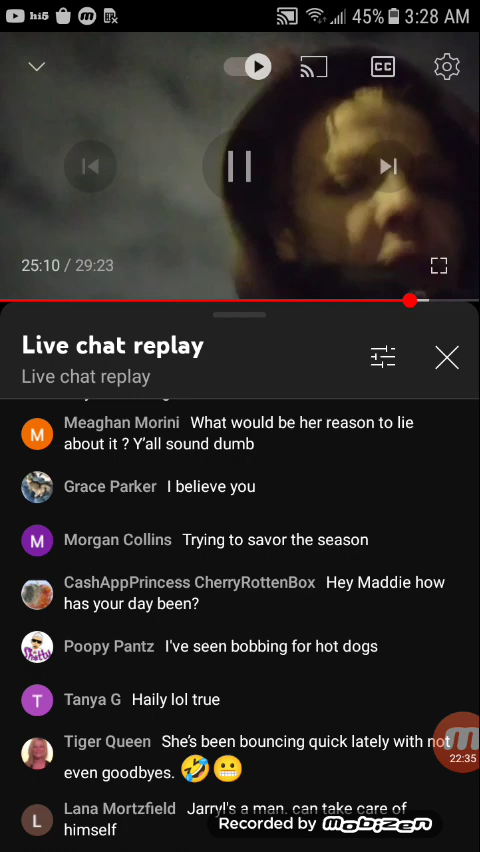 hi5 45% 3:28 AM
CC
25:10 / 29:23
Live chat replay
Live chat replay
Meaghan Morini What would be her reason to lie
about it ? Y'all sound dumb
Grace Parker I believe you
M Morgan Collins Trying to savor the season
CashAppPrincess CherryRottenBox Hey Maddie how
has your day been?
Poopy Pantz I've seen bobbing for hot dogs
T Tanya G Haily lol true
Tiger Queen She's been bouncing quick lately with not
even goodbyes.
22:35
L Lana Mortzfield Jarryl's a man. can take care of
himself
Recorded by Mobizen